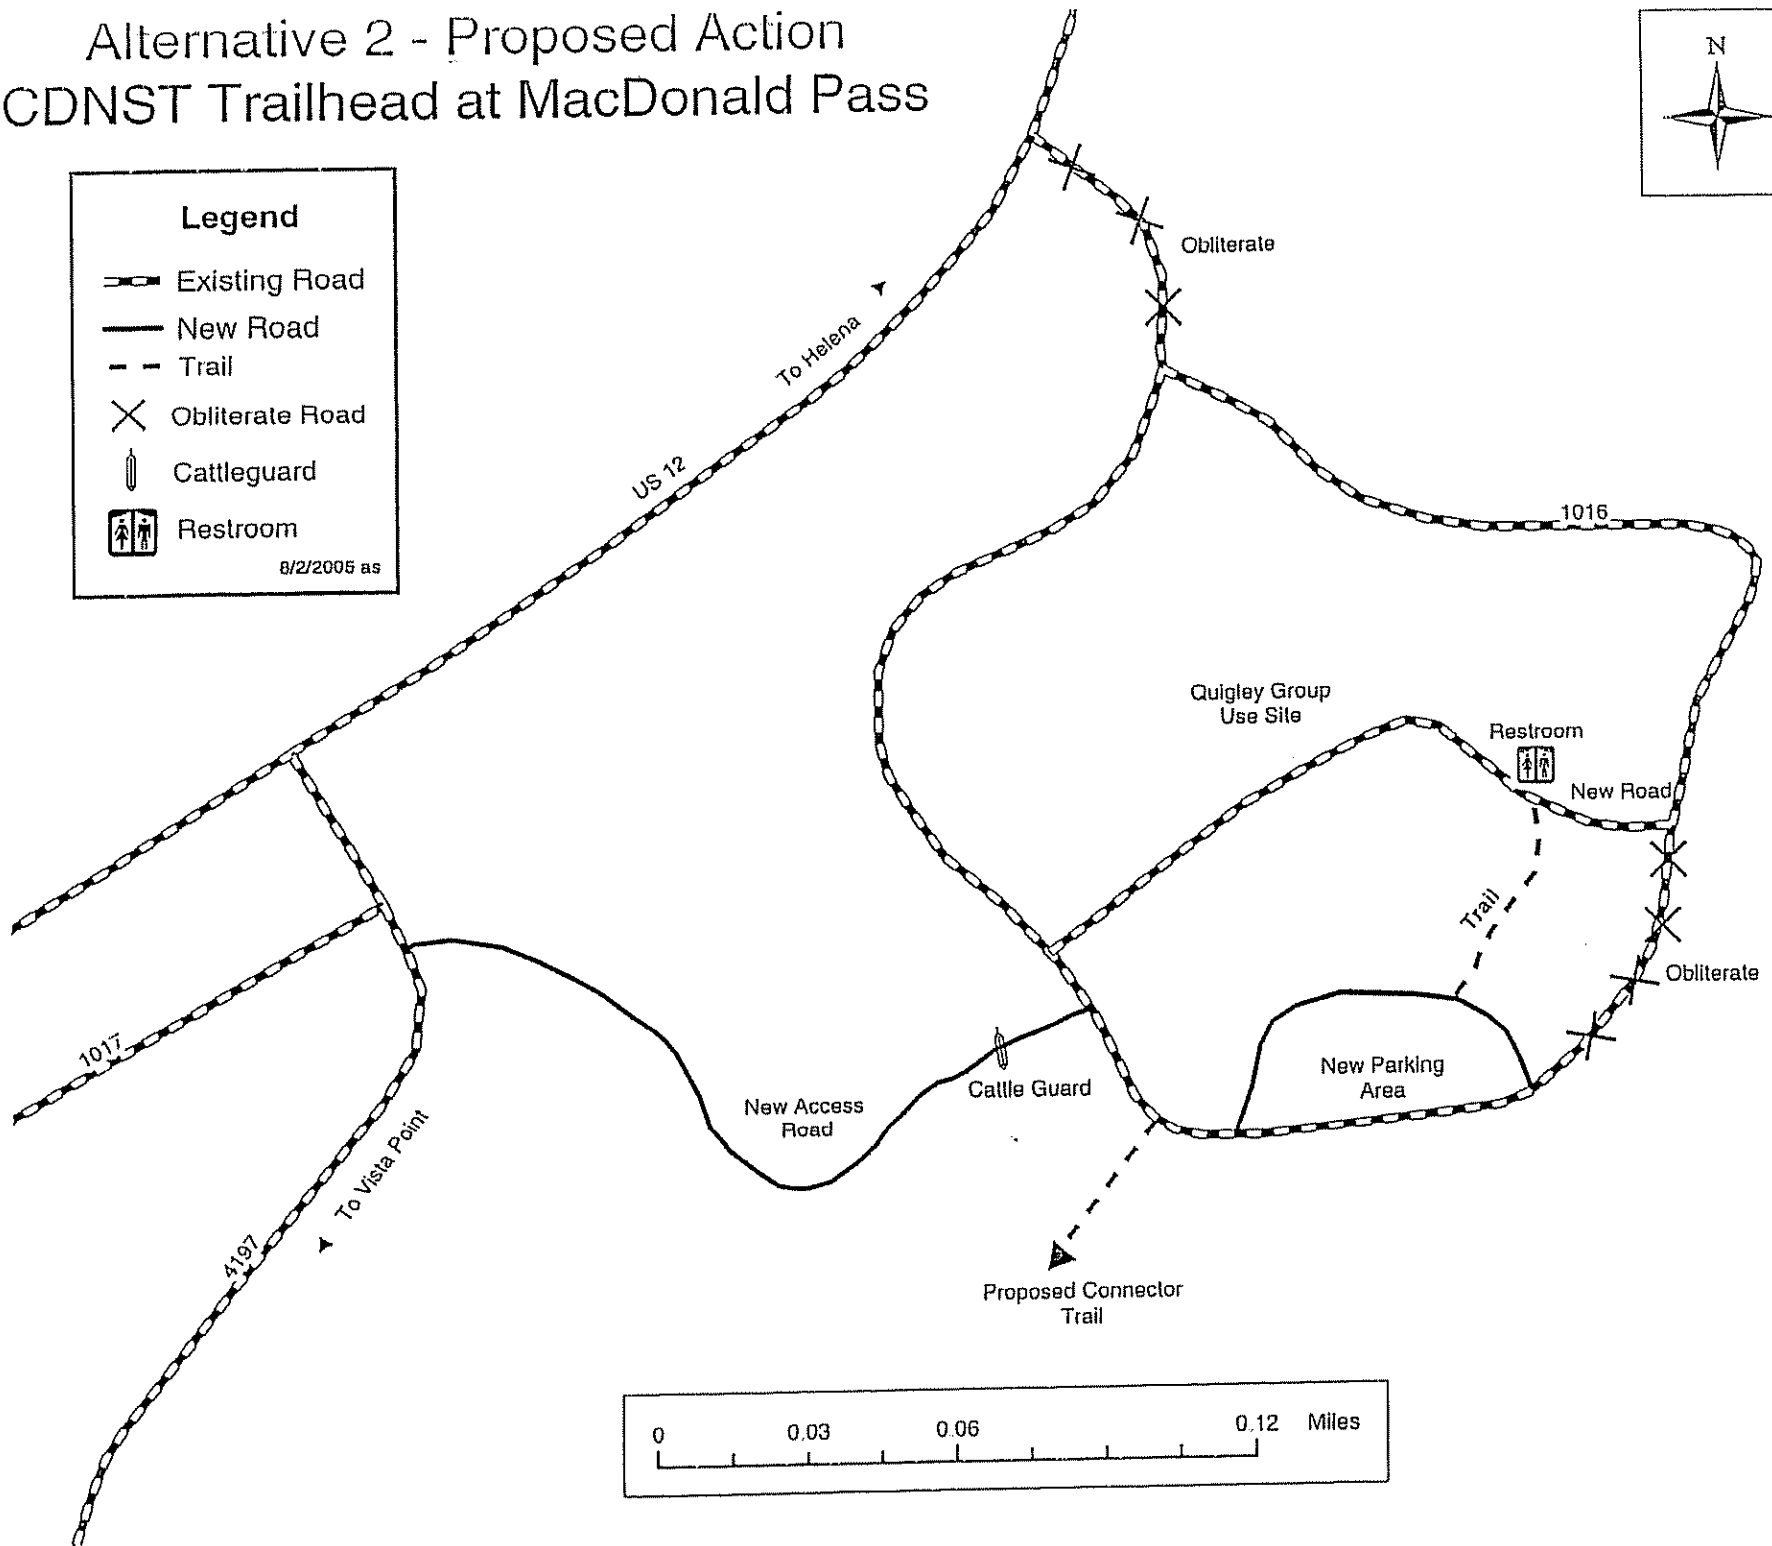 Alternative 2 - Proposed Action
CDNST Trailhead at MacDonald Pass
N
Legend
Existing Road
New Road
Trail
Obliterate Road
Cattleguard
Restroom
8/2/2005 as
Obliterate
To Helena
US 12
1016
Quigley Group
Use Site
Restroom
New Road
Trail
Obliterate
1017
New Parking
Area
Cattle Guard
New Access
Road
To Vista Point
4197
Proposed Connector
Trail
0
0.03
0.06
0.12
Miles